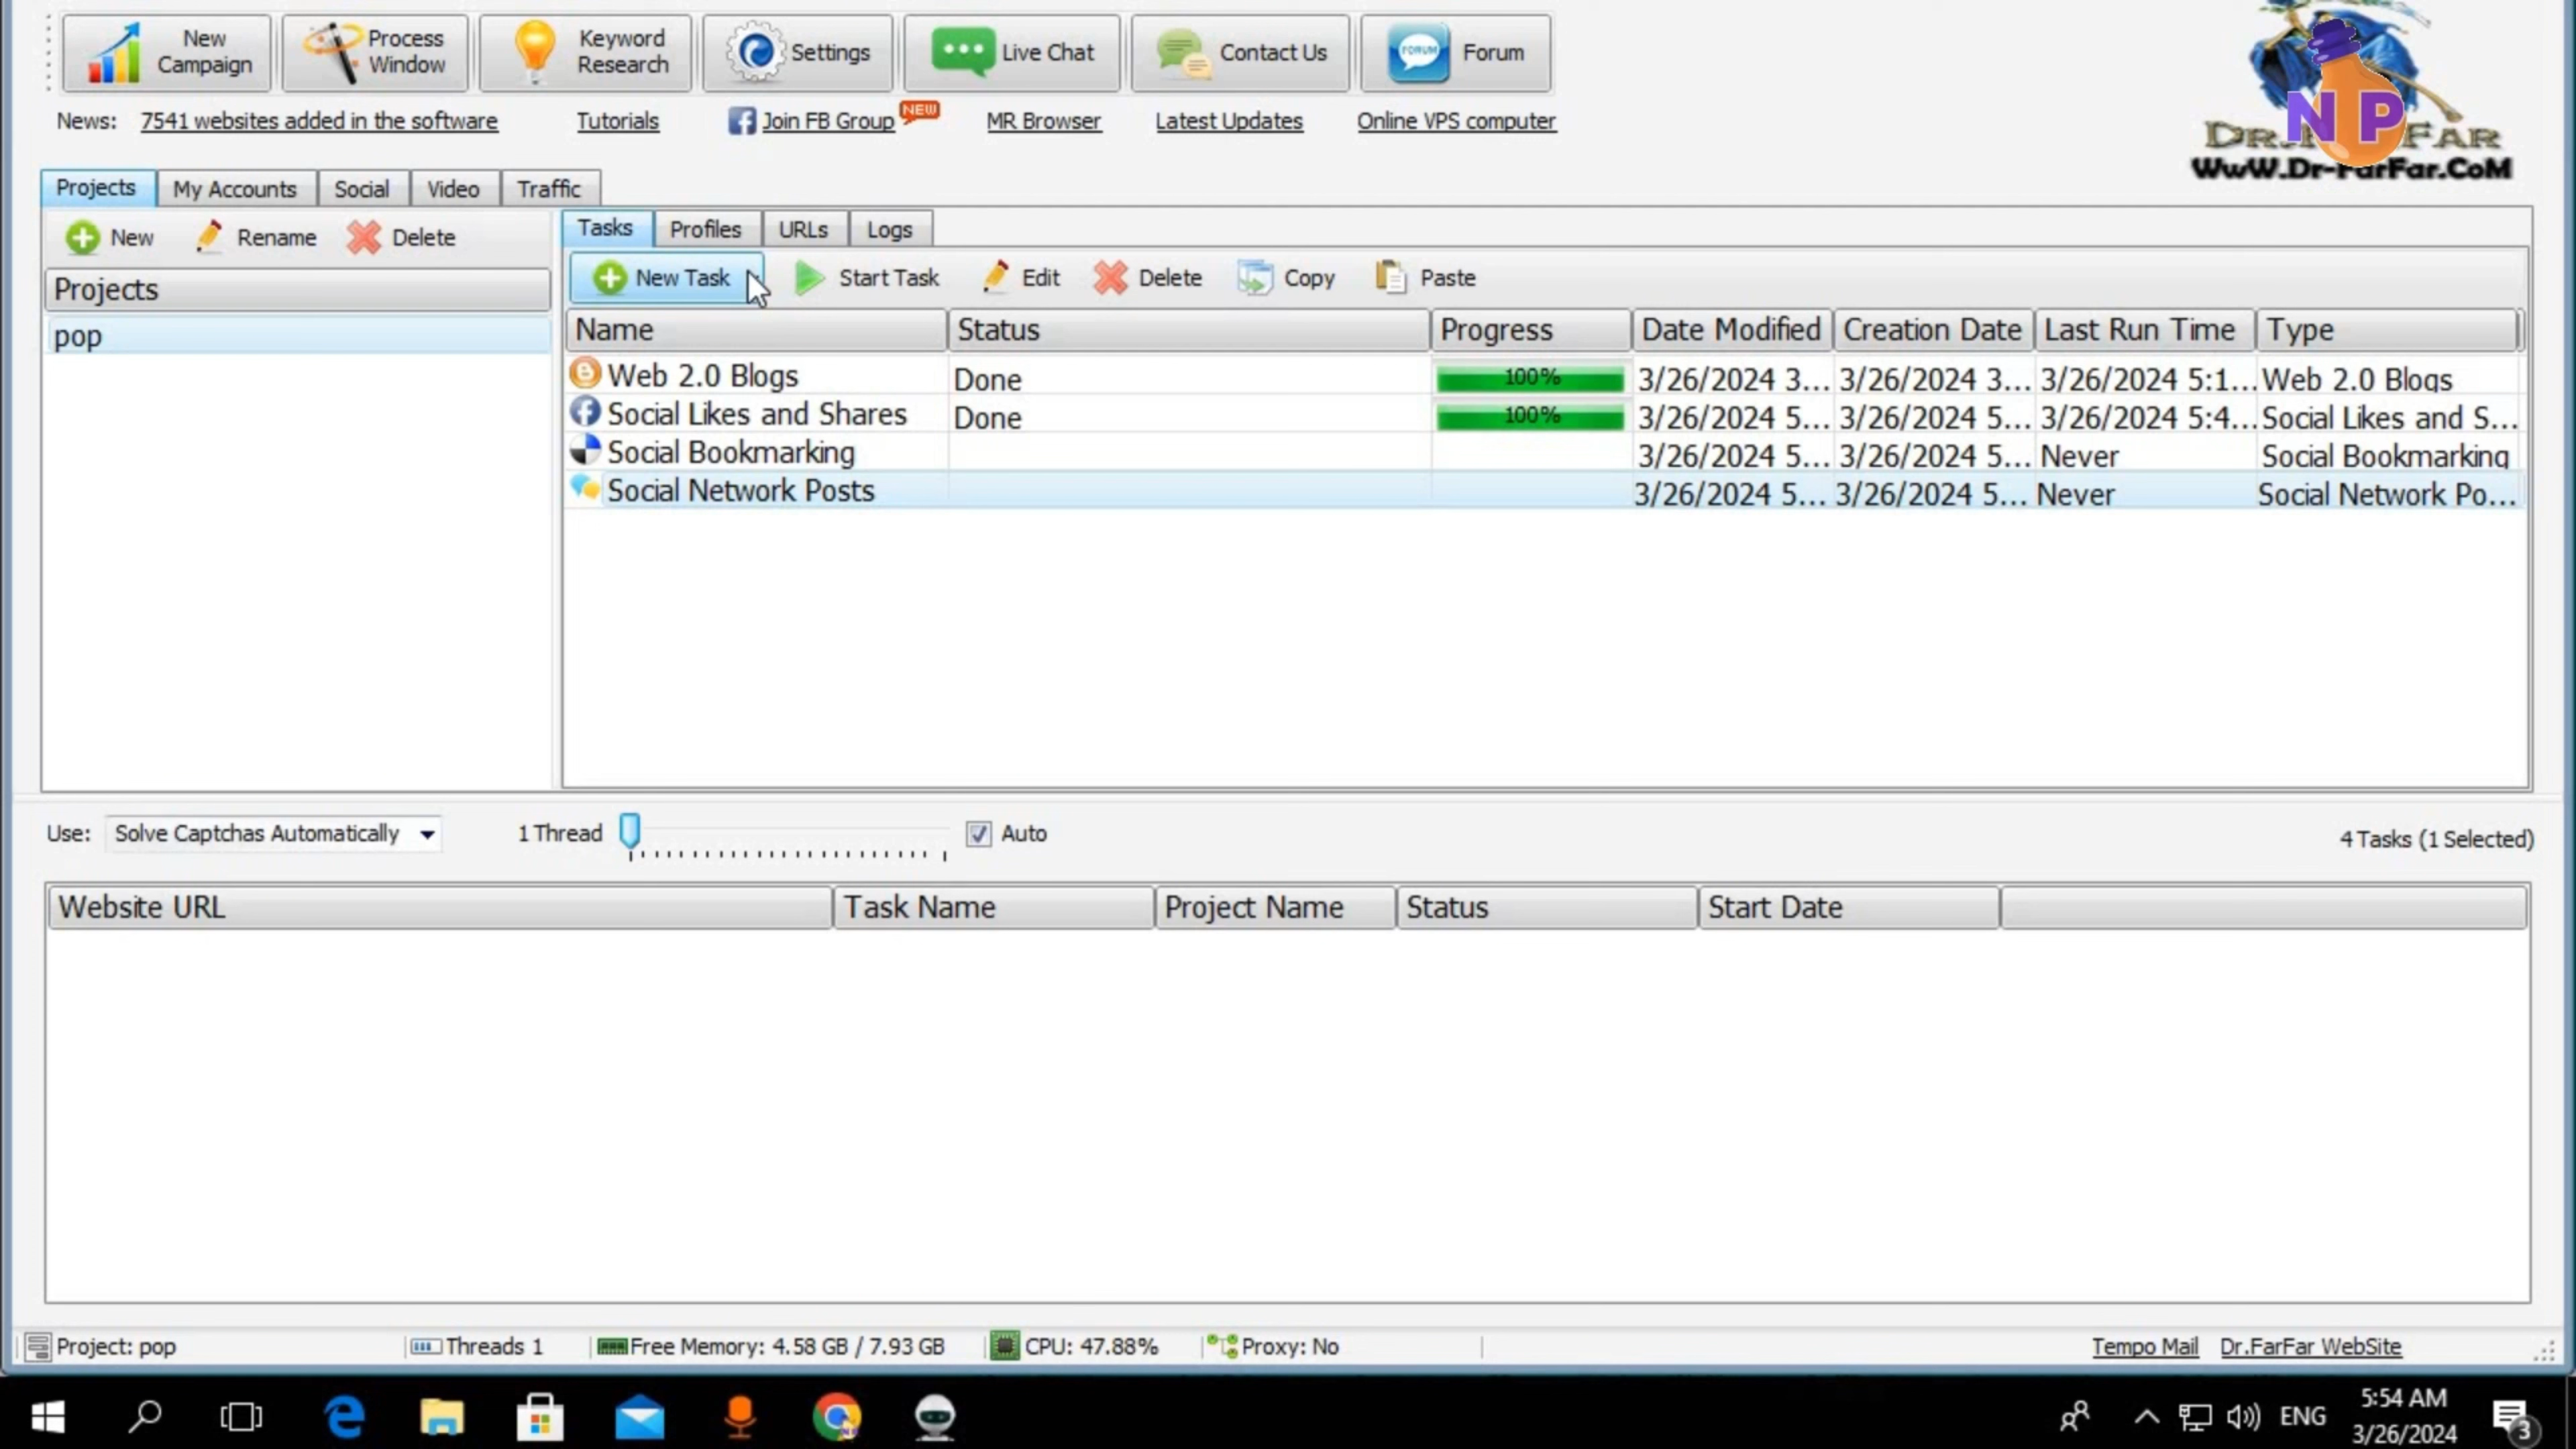 New Campaign
Process Window
Keyword Research
Settings
Live Chat
Contact Us
FORUM
Forum
News: 7541 websites added in the software Tutorials Join FB Group NEW MR Browser Latest Updates Online VPS computer
NP
WwW.Dr-FarFar.CoM
Projects My Accounts Social Video Traffic
New Rename Delete
Tasks Profiles URLs Logs
New Task Start Task Edit Delete Copy Paste
Projects
pop
Name Status Progress Date Modified Creation Date Last Run Time Type
Web 2.0 Blogs Done 100% 3/26/2024 3... 3/26/2024 3... 3/26/2024 5:1... Web 2.0 Blogs
Social Likes and Shares Done 100% 3/26/2024 5... 3/26/2024 5... 3/26/2024 5:4... Social Likes and S...
Social Bookmarking 3/26/2024 5... 3/26/2024 5... Never Social Bookmarking
Social Network Posts 3/26/2024 5... 3/26/2024 5... Never Social Network Po...
Use: Solve Captchas Automatically 1 Thread Auto 4 Tasks (1 Selected)
Website URL Task Name Project Name Status Start Date
Project: pop Threads 1 Free Memory: 4.58 GB / 7.93 GB CPU: 47.88% Proxy: No Tempo Mail Dr.FarFar WebSite
ENG
5:54 AM
3/26/2024
3